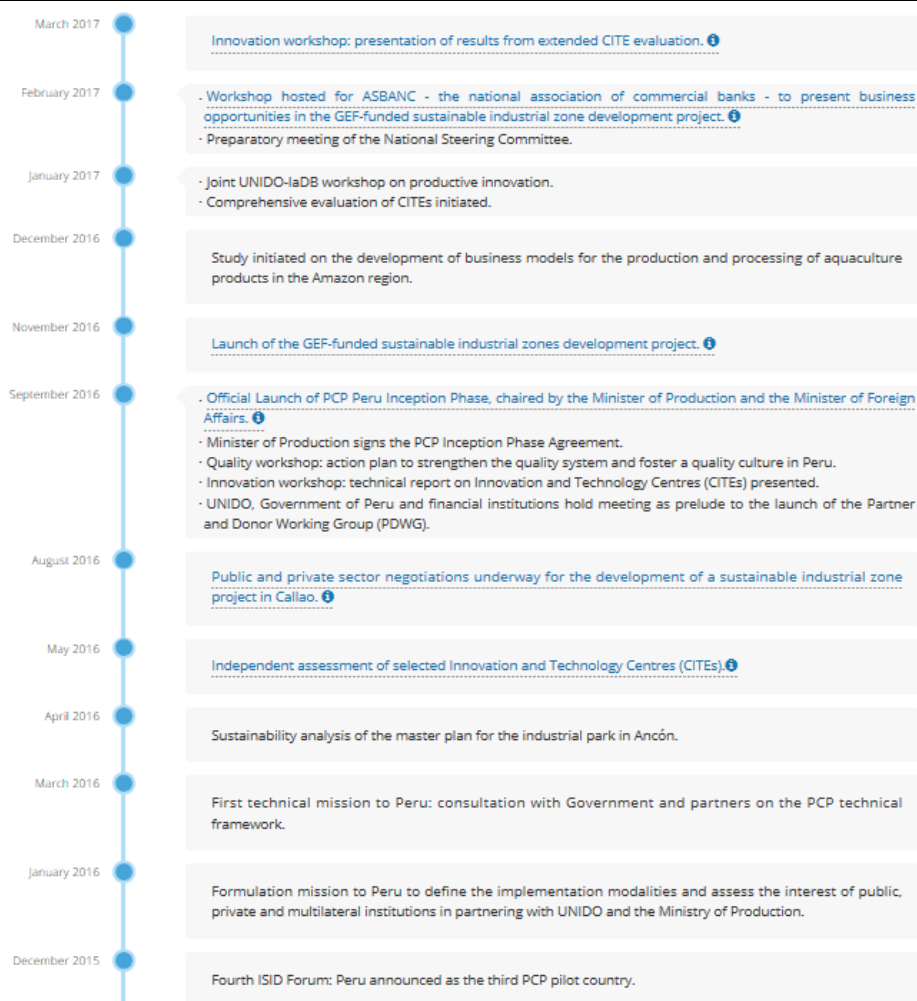 March 2017
Innovation workshop: presentation of results from extended CITE evaluation.
February 2017
· Workshop hosted for ASBANC - the national association of commercial banks - to present business
opportunities in the GEF-funded sustainable industrial zone development project.
· Preparatory meeting of the National Steering Committee.
January 2017
· Joint UNIDO-IaDB workshop on productive innovation.
· Comprehensive evaluation of CITEs initiated.
December 2016
Study initiated on the development of business models for the production and processing of aquaculture
products in the Amazon region.
November 2016
Launch of the GEF-funded sustainable industrial zones development project.
September 2016
· Official Launch of PCP Peru Inception Phase, chaired by the Minister of Production and the Minister of Foreign
Affairs.
· Minister of Production signs the PCP Inception Phase Agreement.
· Quality workshop: action plan to strengthen the quality system and foster a quality culture in Peru.
· Innovation workshop: technical report on Innovation and Technology Centres (CITEs) presented.
· UNIDO, Government of Peru and financial institutions hold meeting as prelude to the launch of the Partner
and Donor Working Group (PDWG).
August 2016
Public and private sector negotiations underway for the development of a sustainable industrial zone
project in Callao.
May 2016
Independent assessment of selected Innovation and Technology Centres (CITEs).
April 2016
Sustainability analysis of the master plan for the industrial park in Ancón.
March 2016
First technical mission to Peru: consultation with Government and partners on the PCP technical
framework.
January 2016
Formulation mission to Peru to define the implementation modalities and assess the interest of public,
private and multilateral institutions in partnering with UNIDO and the Ministry of Production.
December 2015
Fourth ISID Forum: Peru announced as the third PCP pilot country.